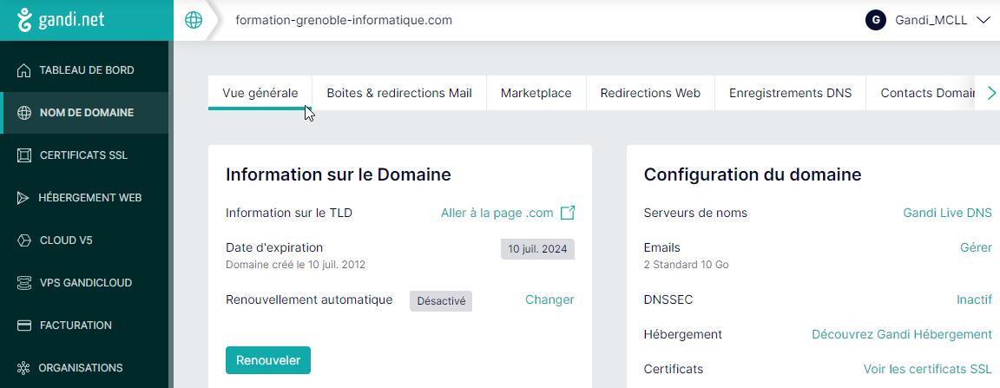 gandi.net
formation-grenoble-informatique.com
G
Gandi_MCLL
TABLEAU DE BORD
NOM DE DOMAINE
CERTIFICATS SSL
HÉBERGEMENT WEB
CLOUD V5
VPS GANDICLOUD
FACTURATION
ORGANISATIONS
Vue générale
Boites & redirections Mail
Marketplace
Redirections Web
Enregistrements DNS
Contacts Domai
Information sur le Domaine
Information sur le TLD
Aller à la page .com
Date d'expiration
10 juil. 2024
Domaine créé le 10 juil. 2012
Renouvellement automatique
Désactivé
Changer
Renouveler
Configuration du domaine
Serveurs de noms
Gandi Live DNS
Emails
Gérer
2 Standard 10 Go
DNSSEC
Inactif
Hébergement
Découvrez Gandi Hébergement
Certificats
Voir les certificats SSL